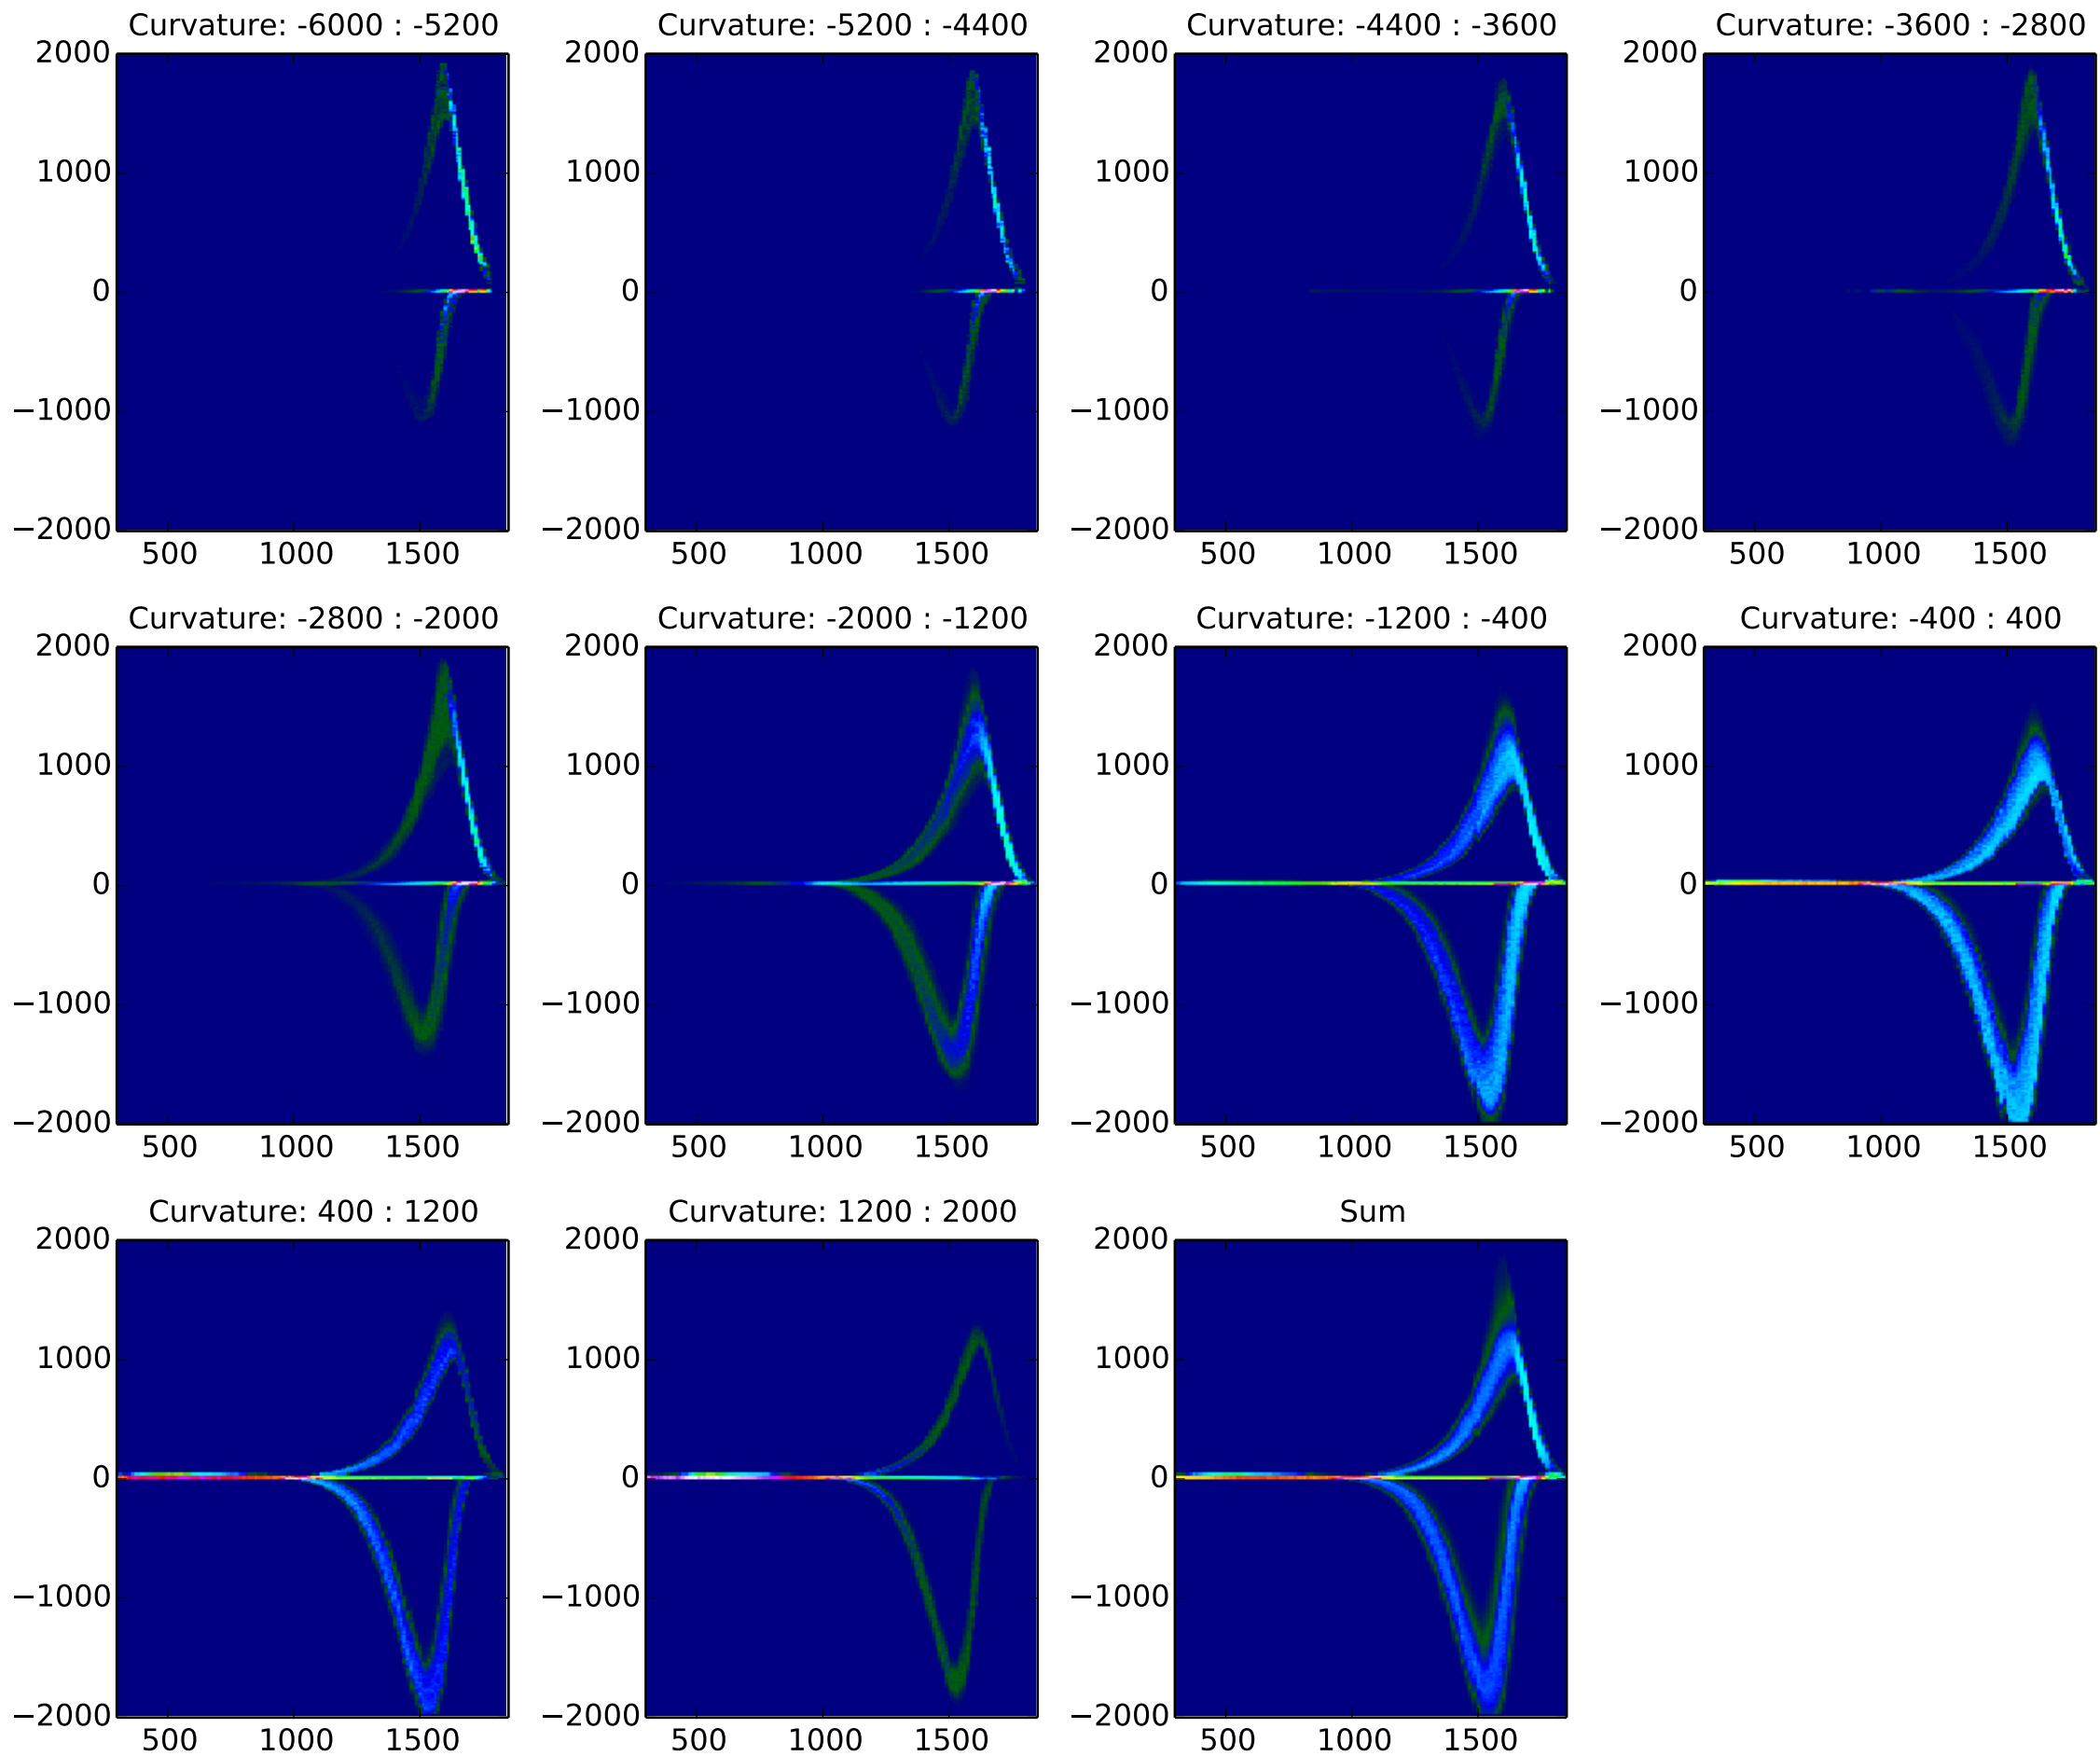 Curvature: -6000 : -5200
Curvature: -5200 : -4400
Curvature: -4400 : -3600
Curvature: -3600 : -2800
2000 2000 2000 2000
1000 1000 1000 1000
0 0 0 0
−1000 −1000 −1000 −1000
−2000 −2000 −2000 −2000
500 1000 1500 500 1000 1500 500 1000 1500 500 1000 1500
Curvature: -2800 : -2000
Curvature: -2000 : -1200
Curvature: -1200 : -400
Curvature: -400 : 400
2000 2000 2000 2000
1000 1000 1000 1000
0 0 0 0
−1000 −1000 −1000 −1000
−2000 −2000 −2000 −2000
500 1000 1500 500 1000 1500 500 1000 1500 500 1000 1500
Curvature: 400 : 1200
Curvature: 1200 : 2000
Sum
2000 2000 2000
1000 1000 1000
0 0 0
−1000 −1000 −1000
−2000 −2000 −2000
500 1000 1500 500 1000 1500 500 1000 1500